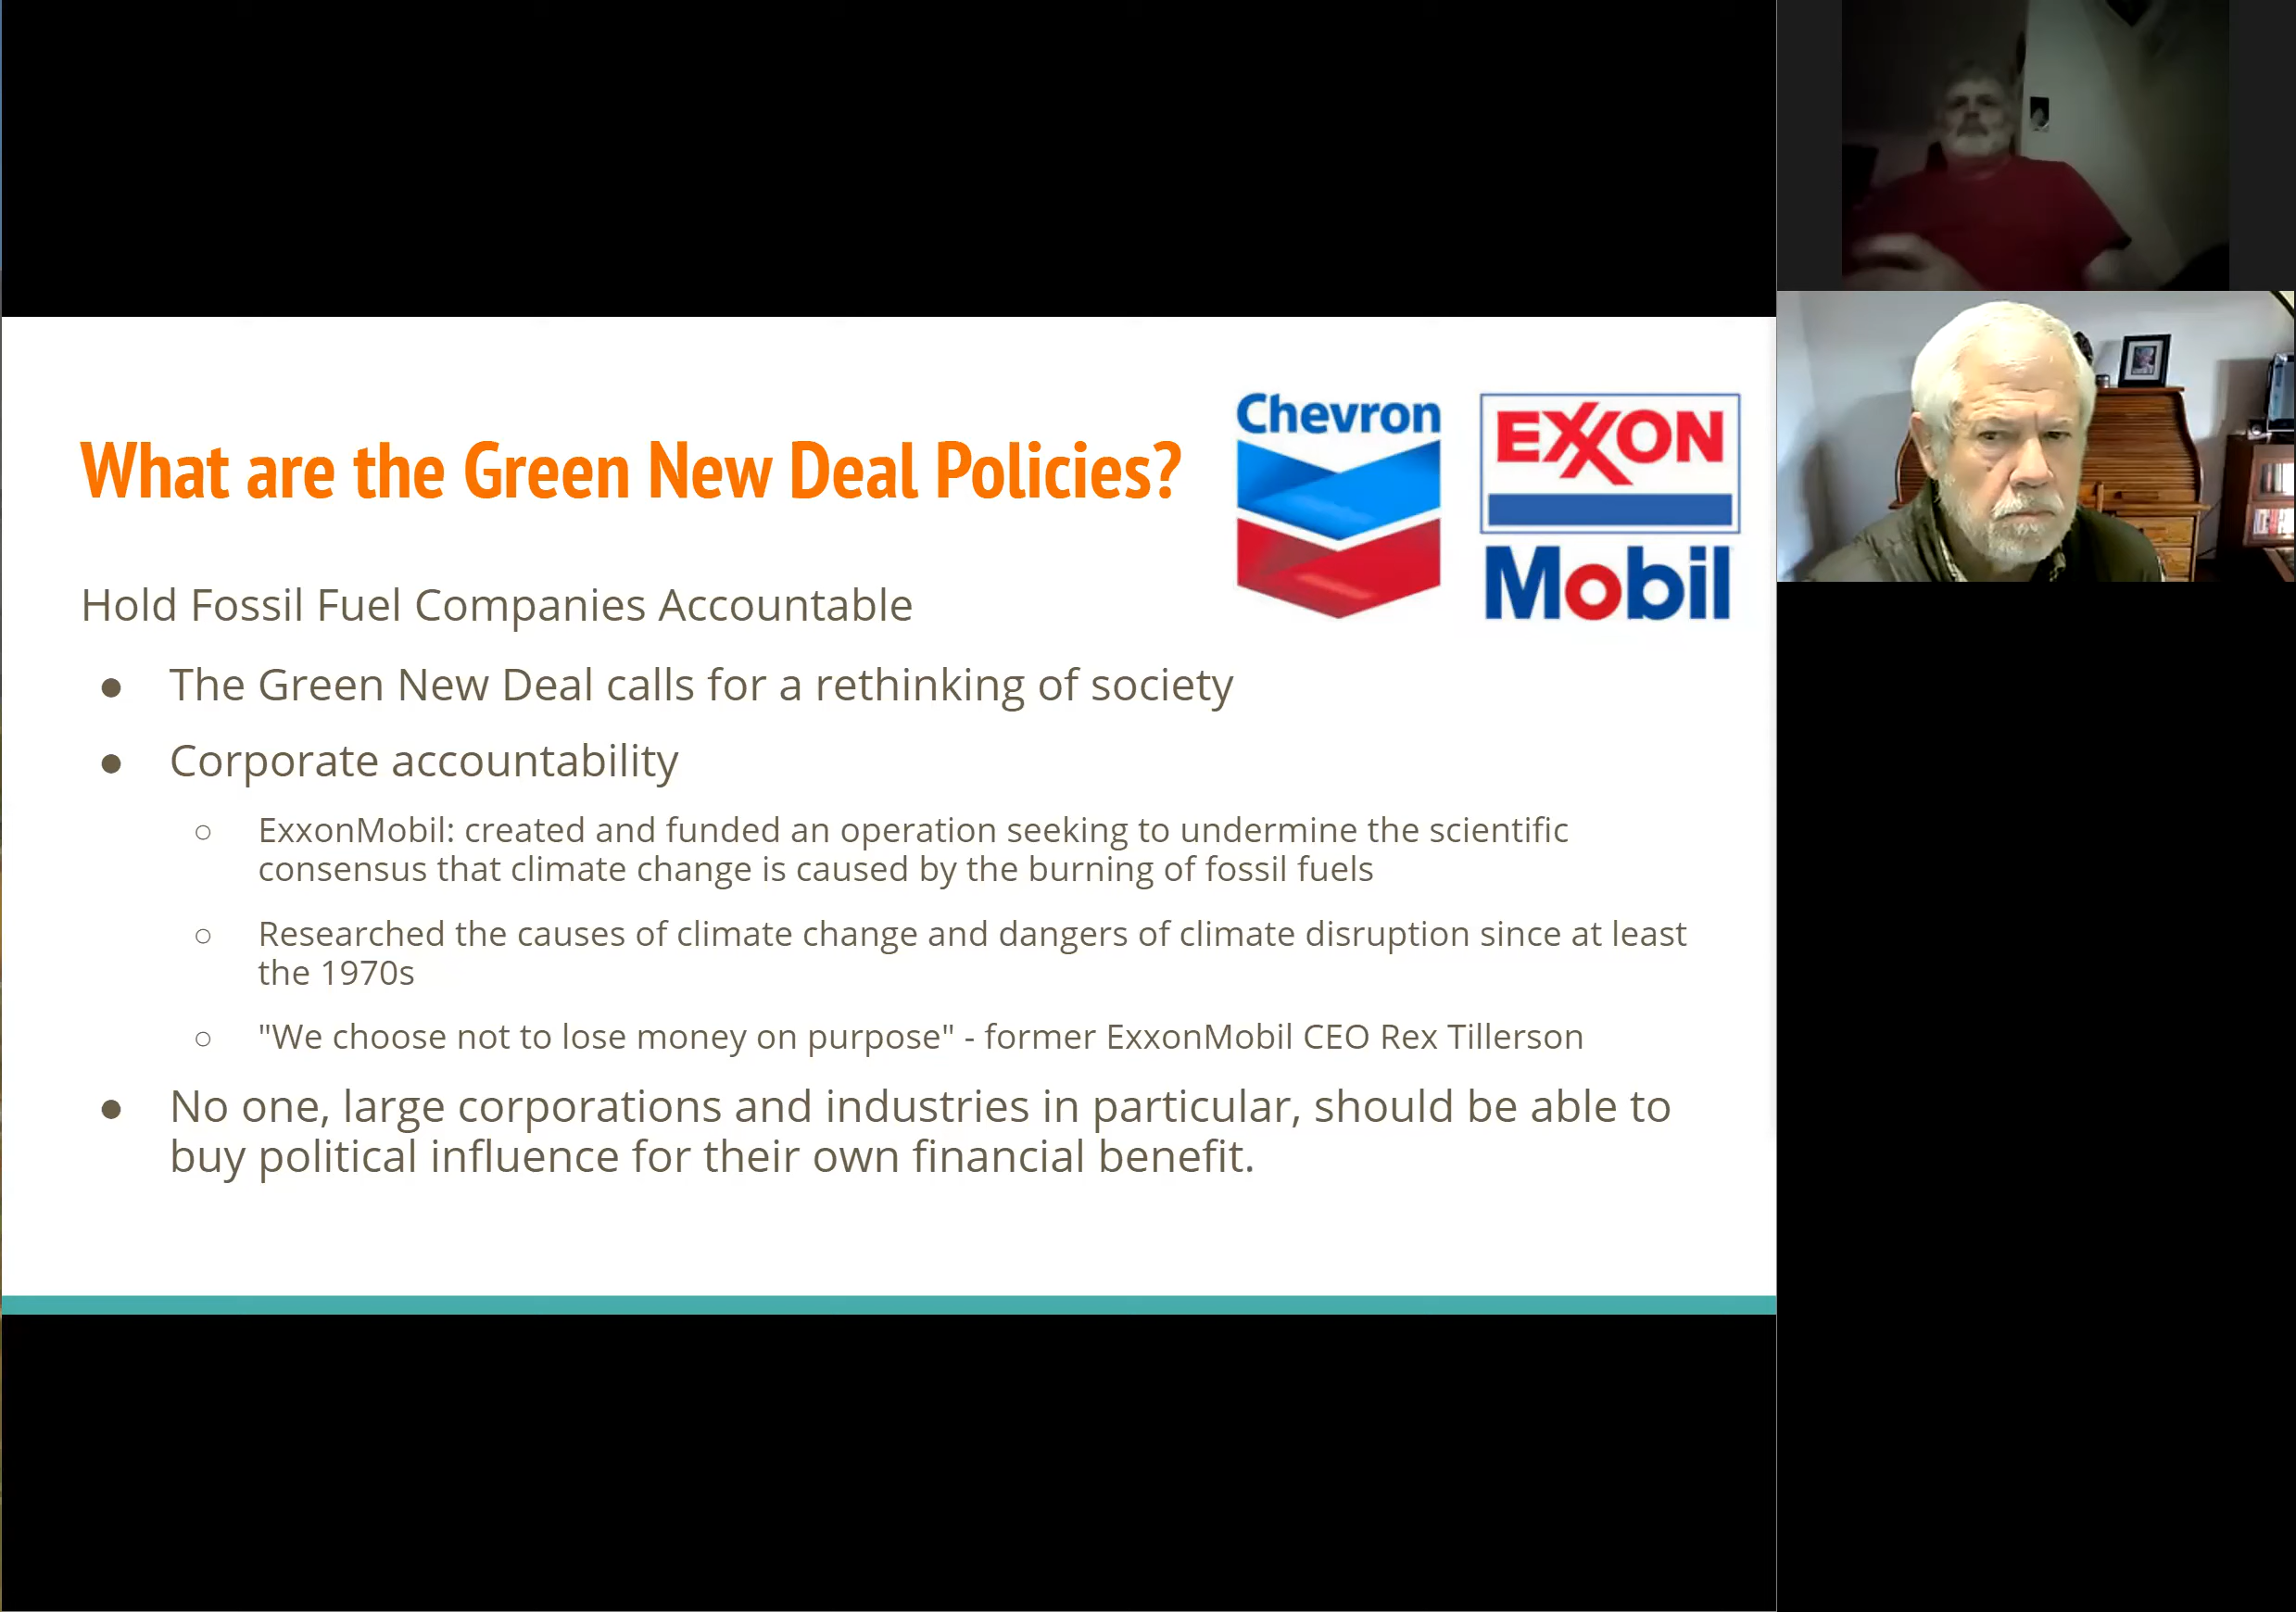 What are the Green New Deal Policies?
Chevron
EXXON
Mobil
Hold Fossil Fuel Companies Accountable
● The Green New Deal calls for a rethinking of society
● Corporate accountability
○ ExxonMobil: created and funded an operation seeking to undermine the scientific
consensus that climate change is caused by the burning of fossil fuels
○ Researched the causes of climate change and dangers of climate disruption since at least
the 1970s
○ "We choose not to lose money on purpose" - former ExxonMobil CEO Rex Tillerson
● No one, large corporations and industries in particular, should be able to
buy political influence for their own financial benefit.